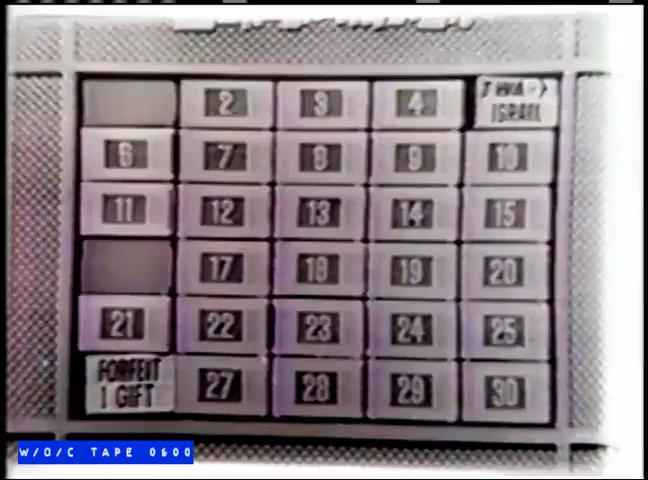 2 3 4
ISRAEL
6 7 8 9 10
11 12 13 14 15
17 18 19 20
21 22 23 24 25
FORFEIT
1 GIFT
27 28 29 30
W/O/C TAPE 0600